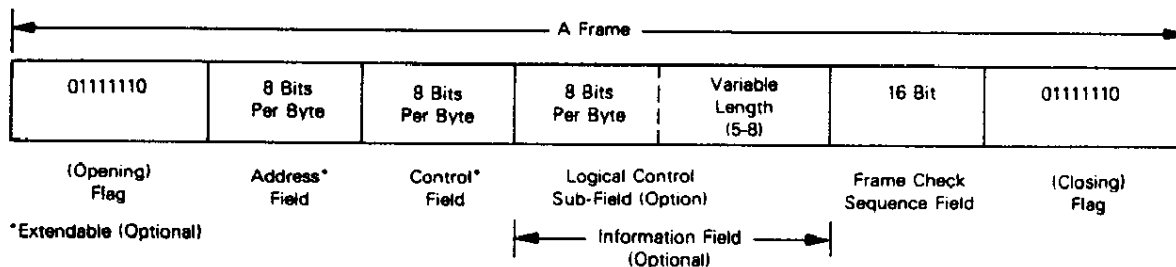 A Frame
01111110
8 Bits
Per Byte
8 Bits
Per Byte
8 Bits
Per Byte
Variable
Length
(5-8)
16 Bit
01111110
(Opening)
Flag
Address*
Field
Control*
Field
Logical Control
Sub-Field (Option)
Frame Check
Sequence Field
(Closing)
Flag
*Extendable (Optional)
Information Field
(Optional)